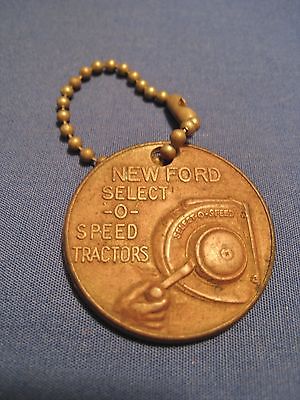 NEW FORD
SELECT
-O-
SPEED
TRACTORS
SELECT-O-SPEED